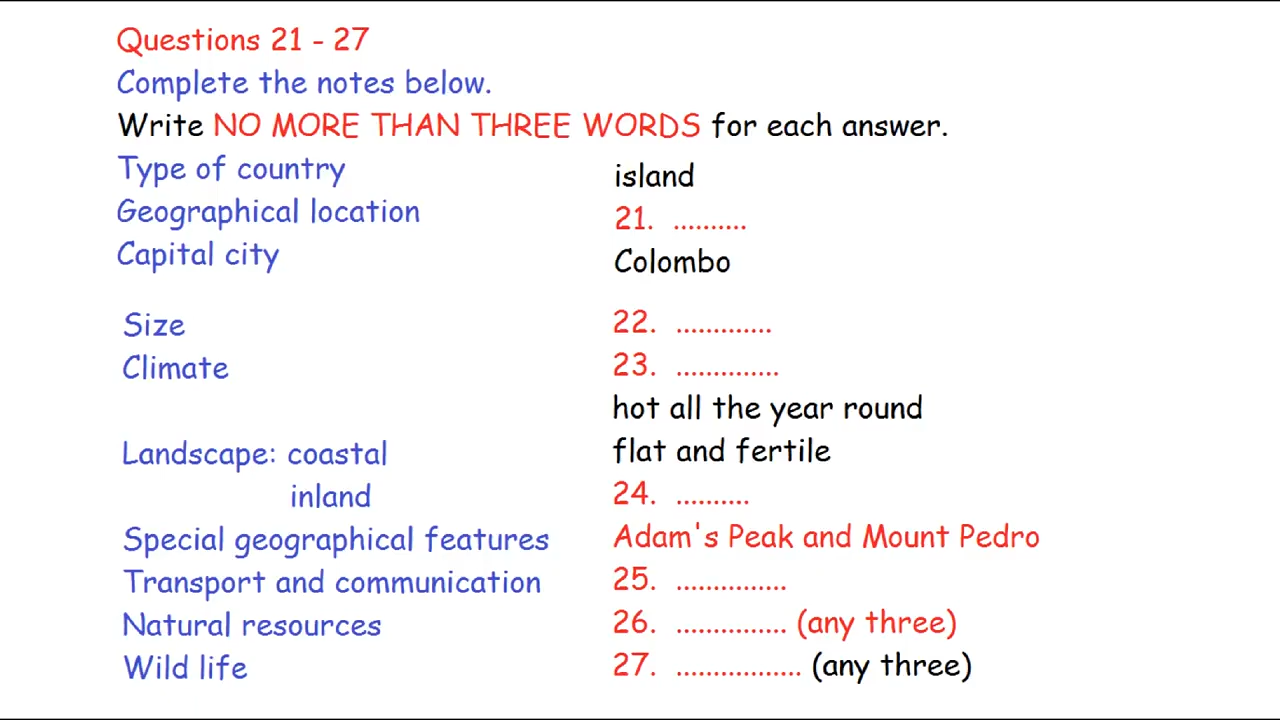 Questions 21 - 27
Complete the notes below.
Write NO MORE THAN THREE WORDS for each answer.
Type of country island
Geographical location 21. ..........
Capital city Colombo
Size 22. .............
Climate 23. ..............
hot all the year round
Landscape: coastal flat and fertile
inland 24. ..........
Special geographical features Adam's Peak and Mount Pedro
Transport and communication 25. ...............
Natural resources 26. ............... (any three)
Wild life 27. ................. (any three)